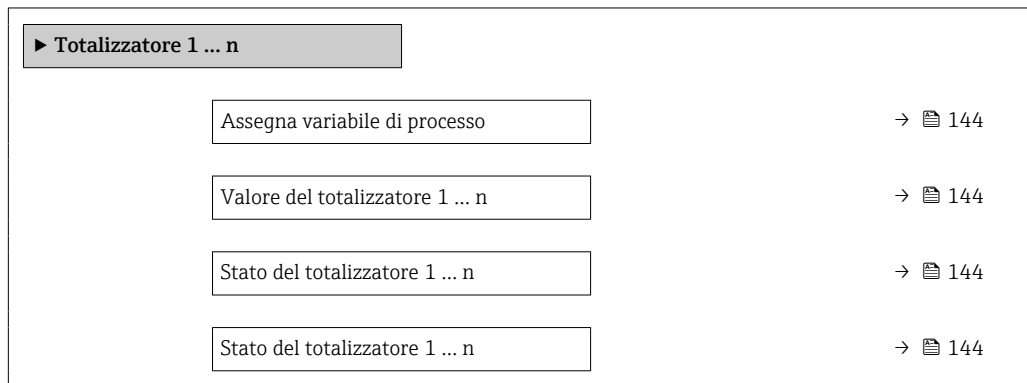 ▶ Totalizzatore 1 … n
Assegna variabile di processo → 144
Valore del totalizzatore 1 … n → 144
Stato del totalizzatore 1 … n → 144
Stato del totalizzatore 1 … n → 144